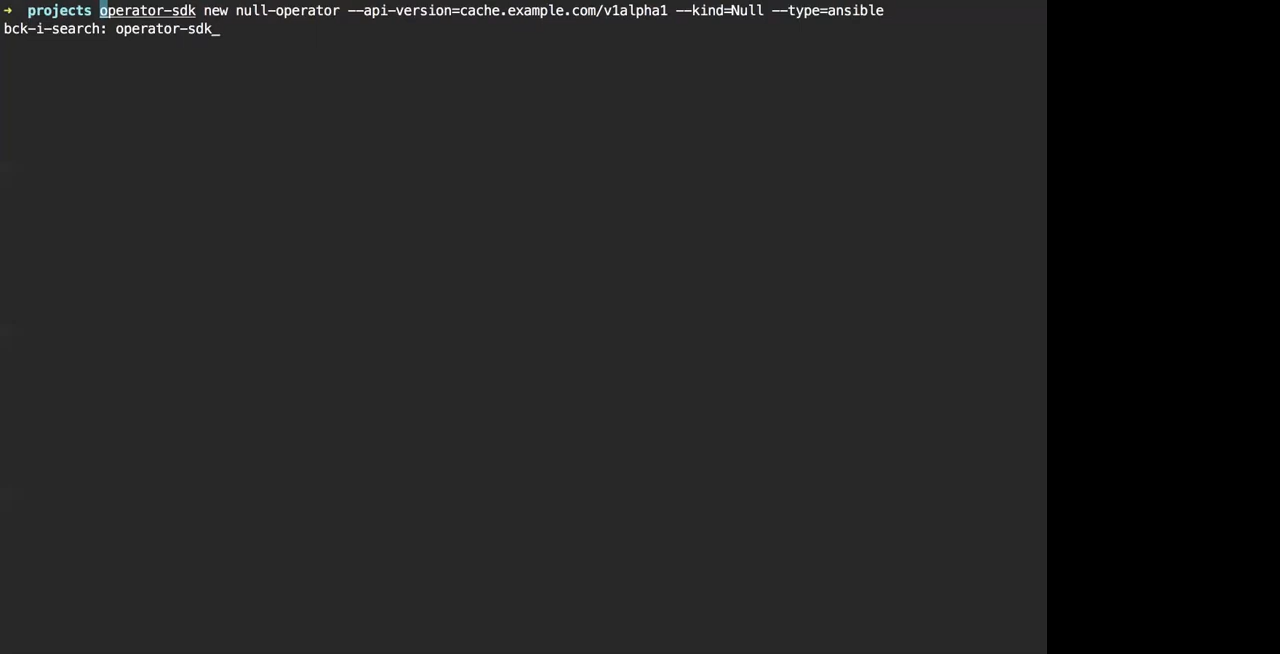 ➜ projects operator-sdk new null-operator --api-version=cache.example.com/v1alpha1 --kind=Null --type=ansible
bck-i-search: operator-sdk_